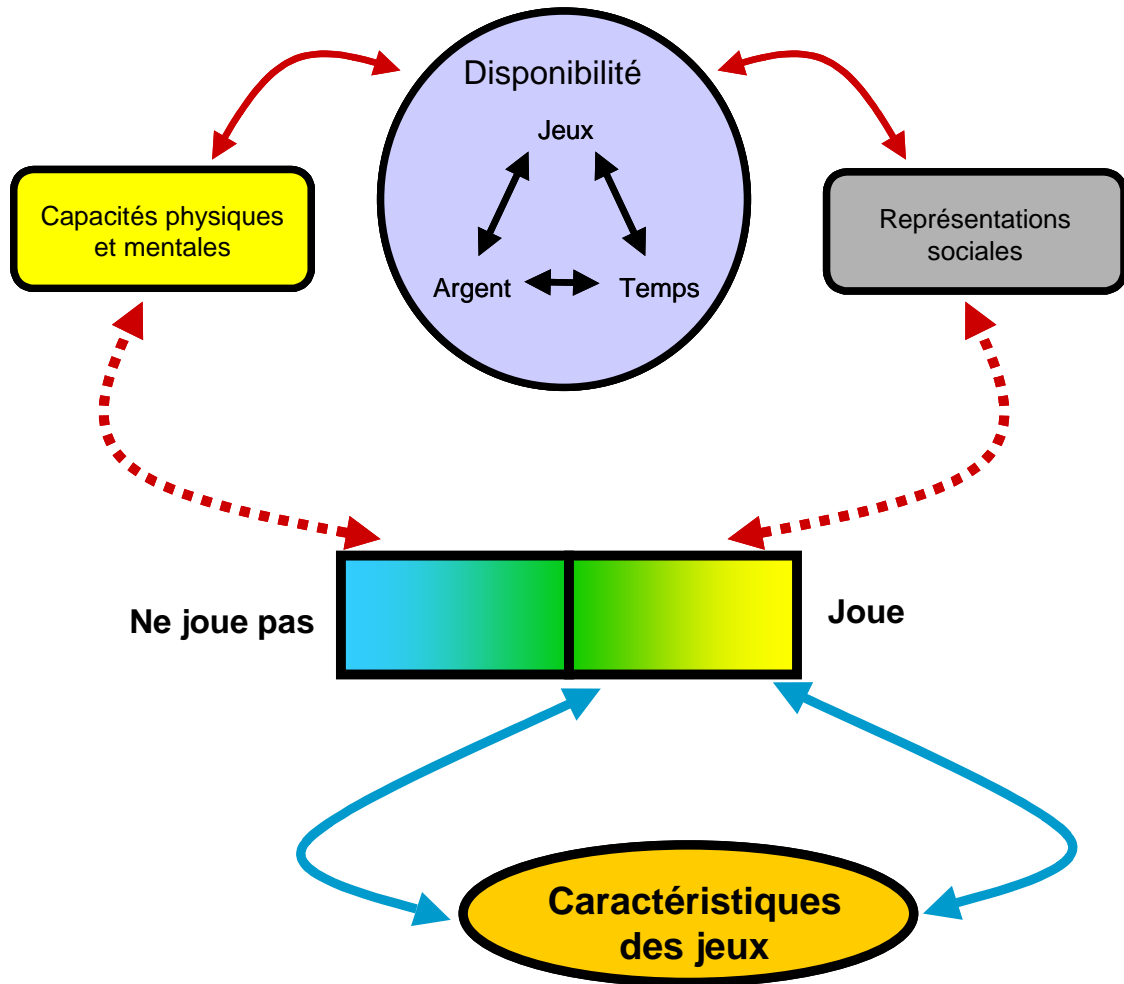 Disponibilité
Jeux
Argent
Temps
Capacités physiques
et mentales
Représentations
sociales
Ne joue pas
Joue
Caractéristiques
des jeux